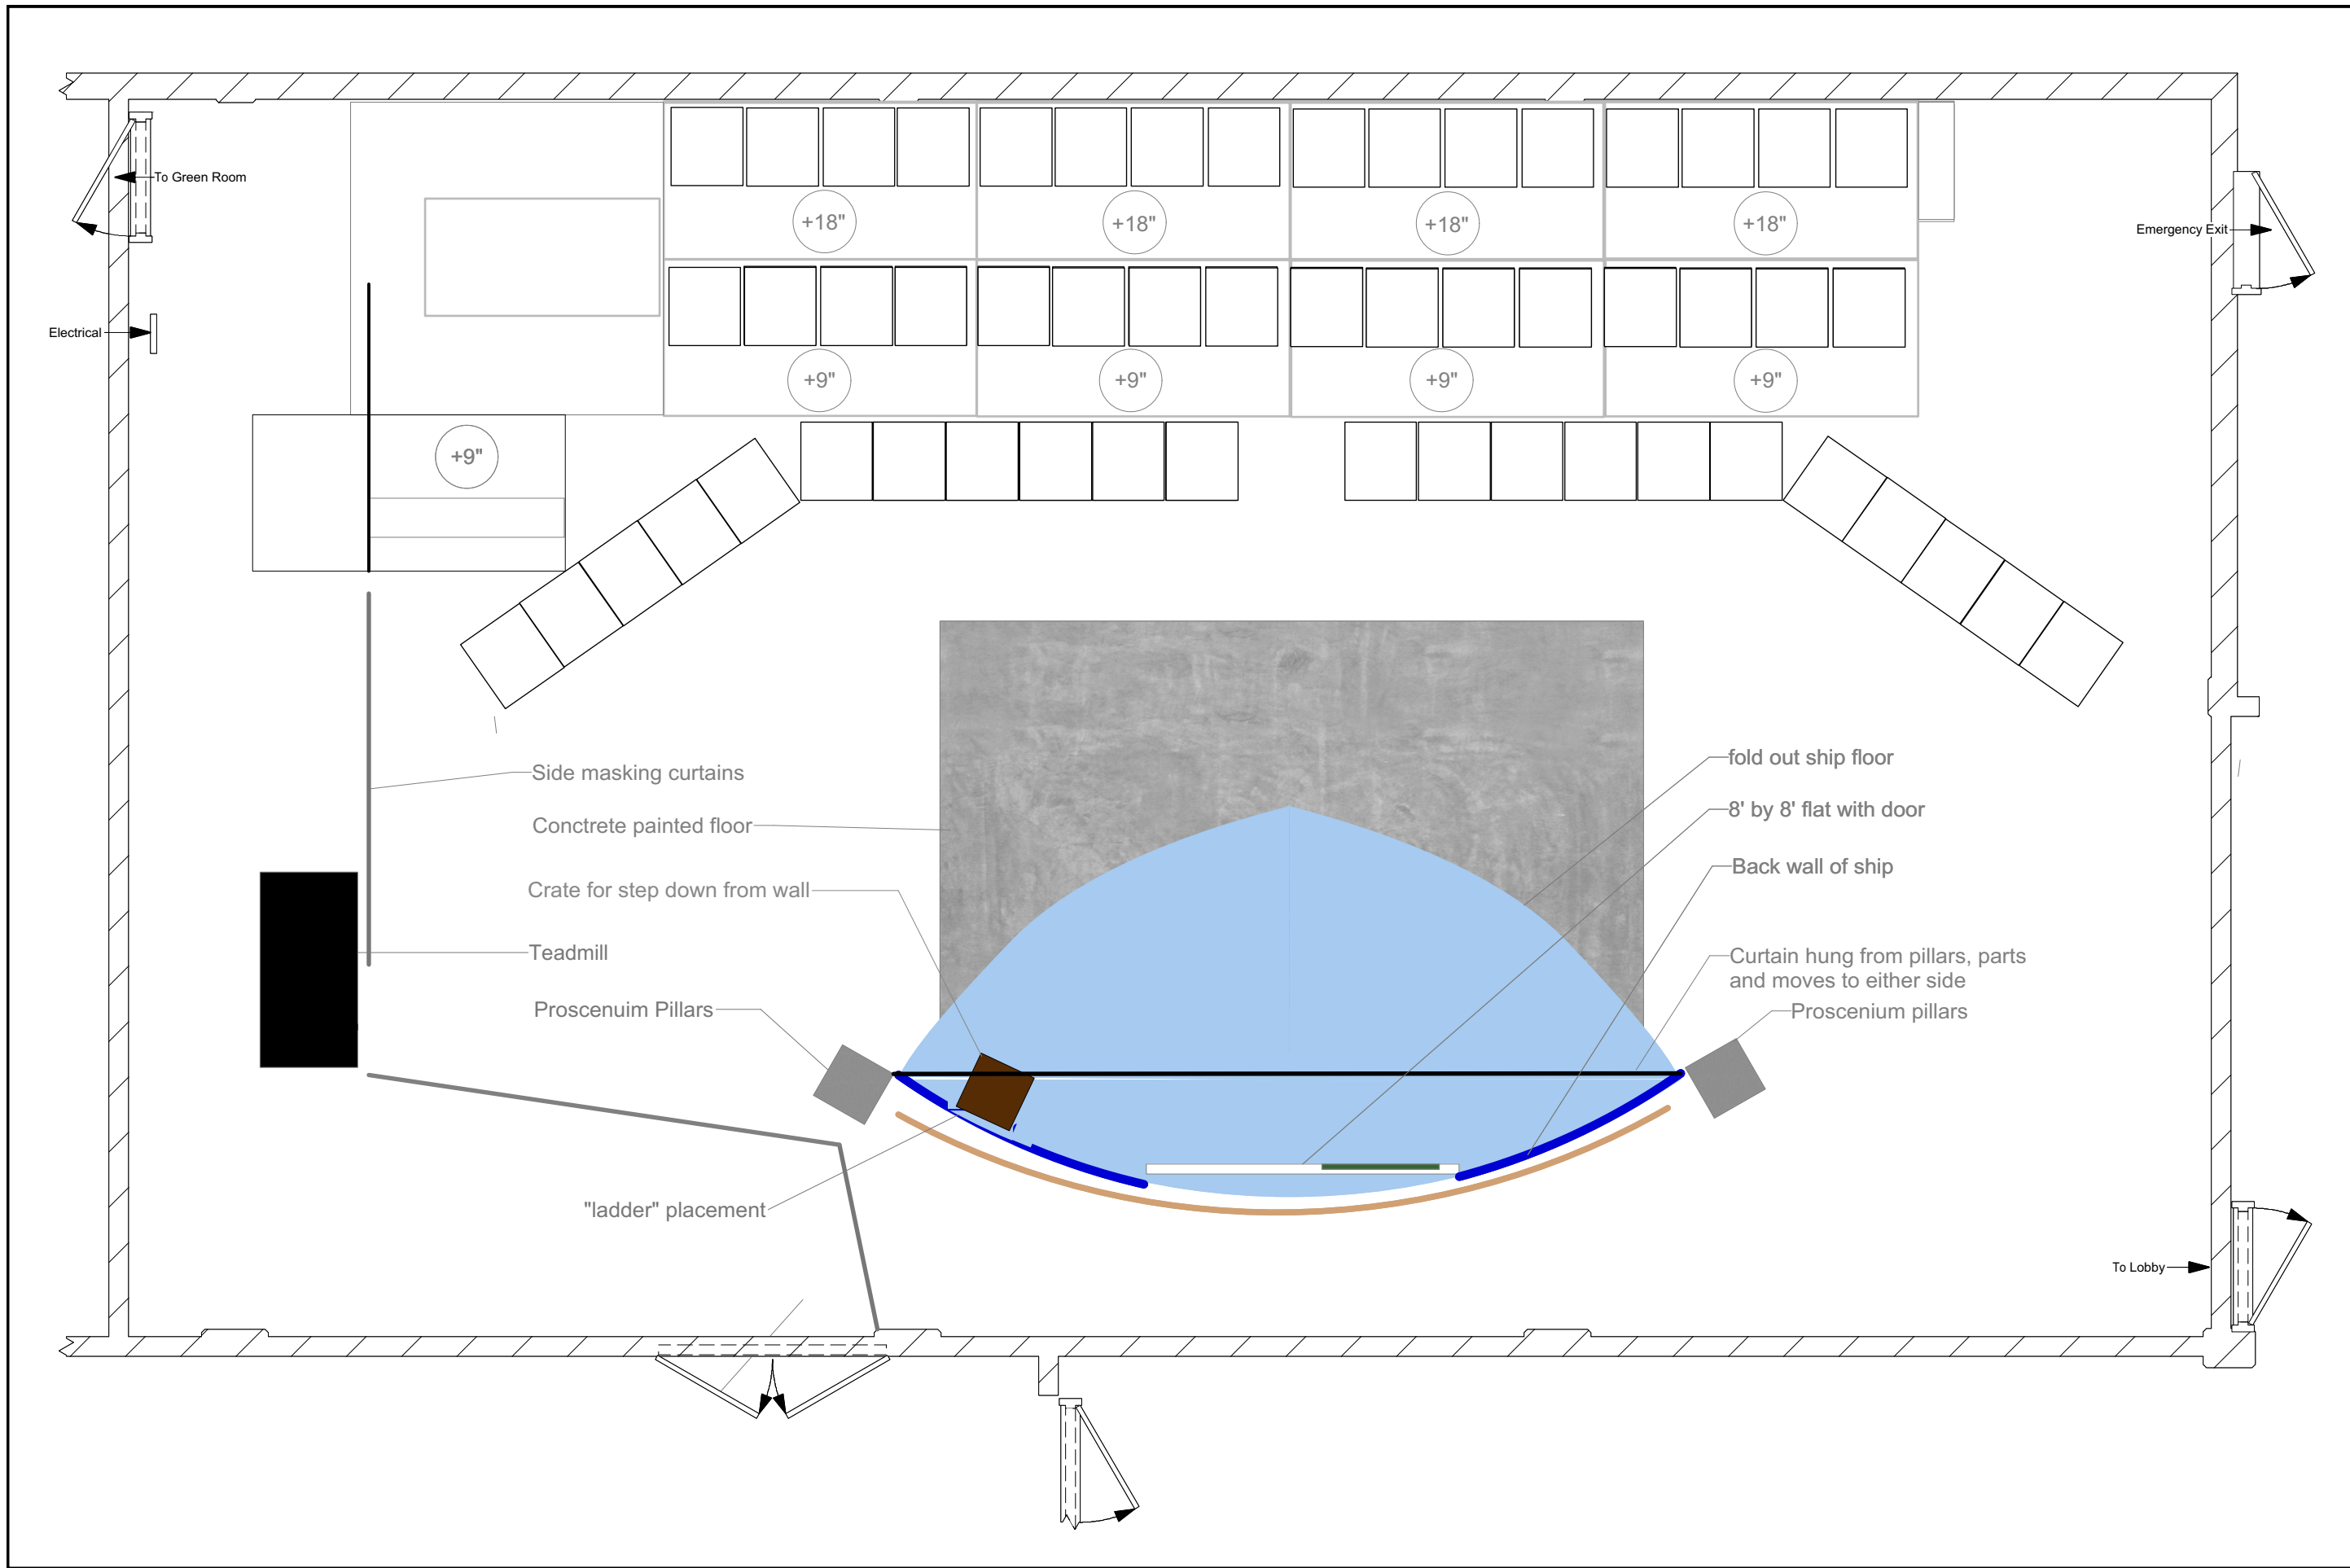 To Green Room
+18"
+18"
+18"
+18"
Emergency Exit
Electrical
+9"
+9"
+9"
+9"
+9"
Side masking curtains
Conctrete painted floor
Crate for step down from wall
Teadmill
Proscenuim Pillars
"ladder" placement
fold out ship floor
8' by 8' flat with door
Back wall of ship
Curtain hung from pillars, parts
and moves to either side
Proscenium pillars
To Lobby